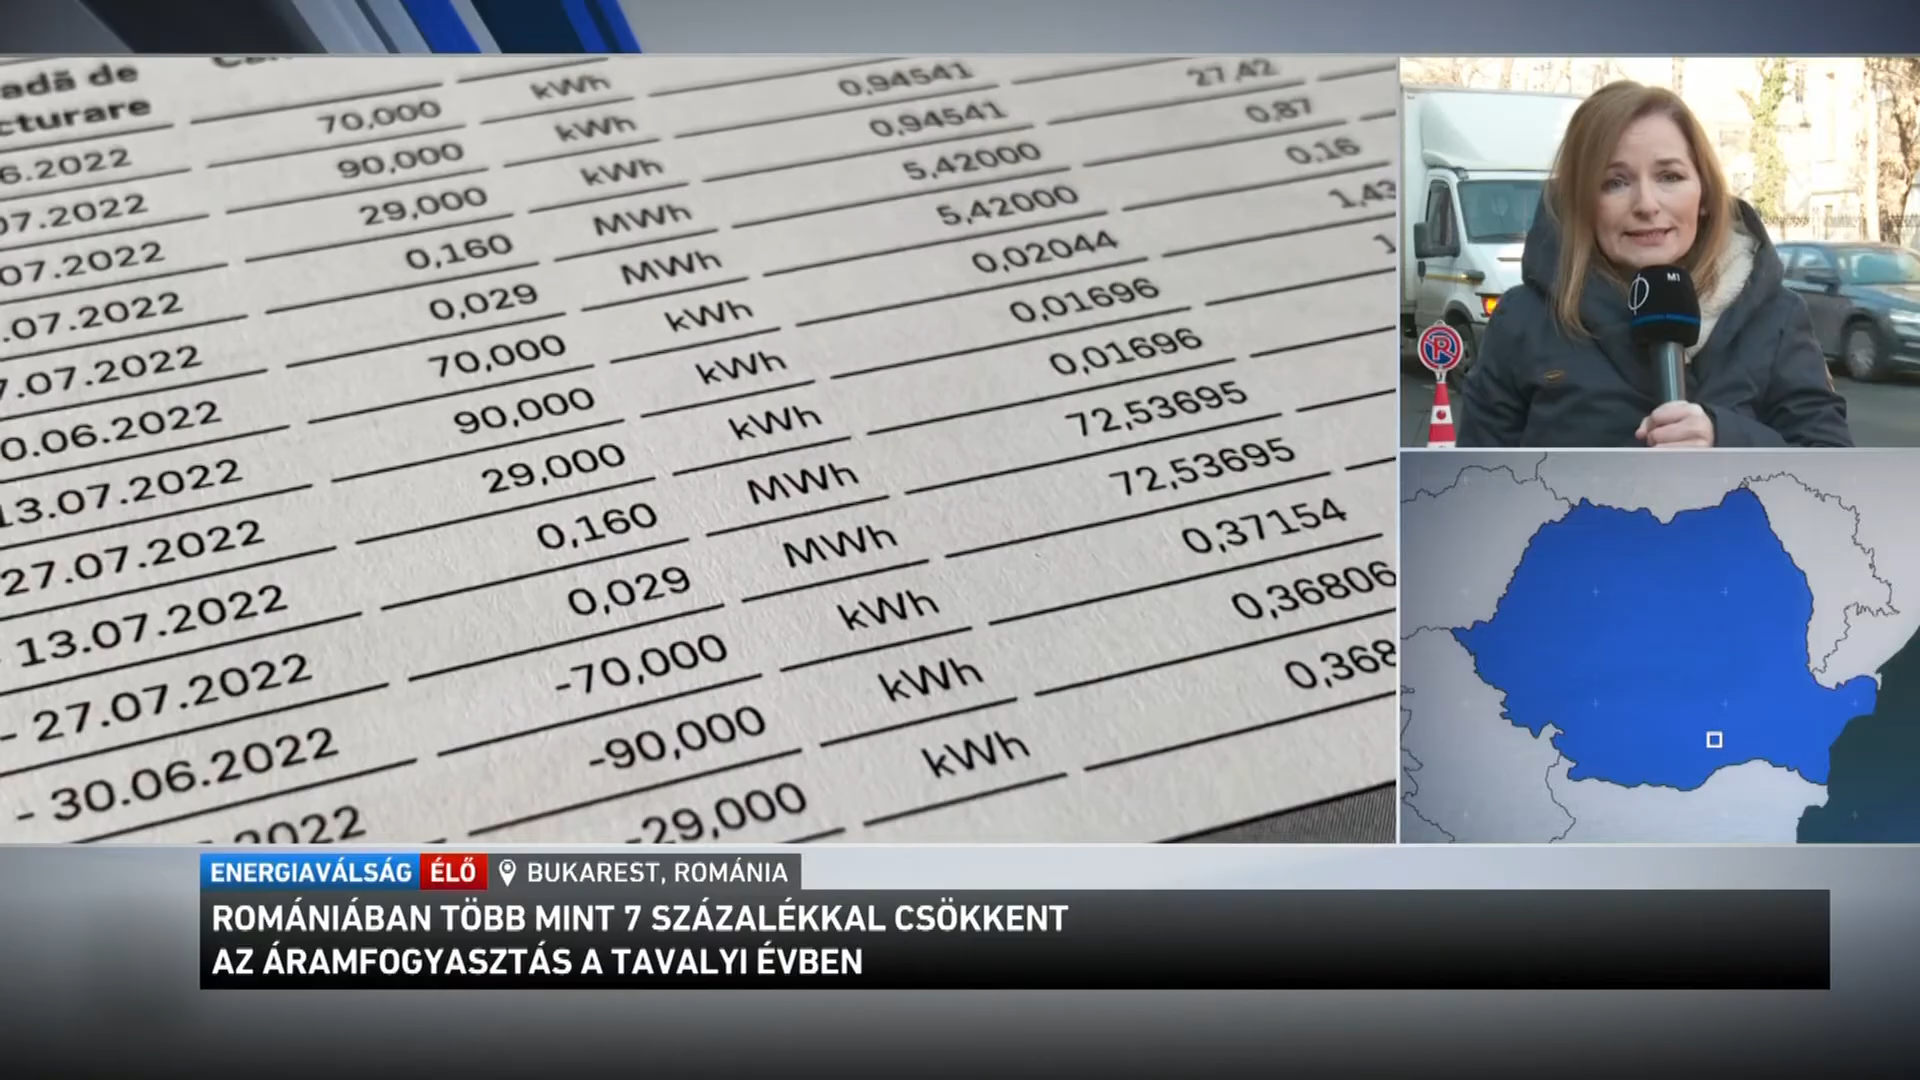 adă de
cturare
70,000 kWh 0,94541 27,42
6.2022 90,000 kWh 0,94541 0,87
07.2022 29,000 kWh 5,42000 0,16
07.2022 0,160 MWh 5,42000 1,43
.07.2022 0,029 MWh 0,02044 1
7.07.2022 70,000 kWh 0,01696
0.06.2022 90,000 kWh 0,01696
13.07.2022 29,000 kWh 72,53695
27.07.2022 0,160 MWh 72,53695
- 13.07.2022 0,029 MWh 0,37154
- 27.07.2022 -70,000 kWh 0,36806
- 30.06.2022 -90,000 kWh 0,368
.2022 -29,000 kWh
M1
ENERGIAVÁLSÁG ÉLŐ BUKAREST, ROMÁNIA
ROMÁNIÁBAN TÖBB MINT 7 SZÁZALÉKKAL CSÖKKENT
AZ ÁRAMFOGYASZTÁS A TAVALYI ÉVBEN